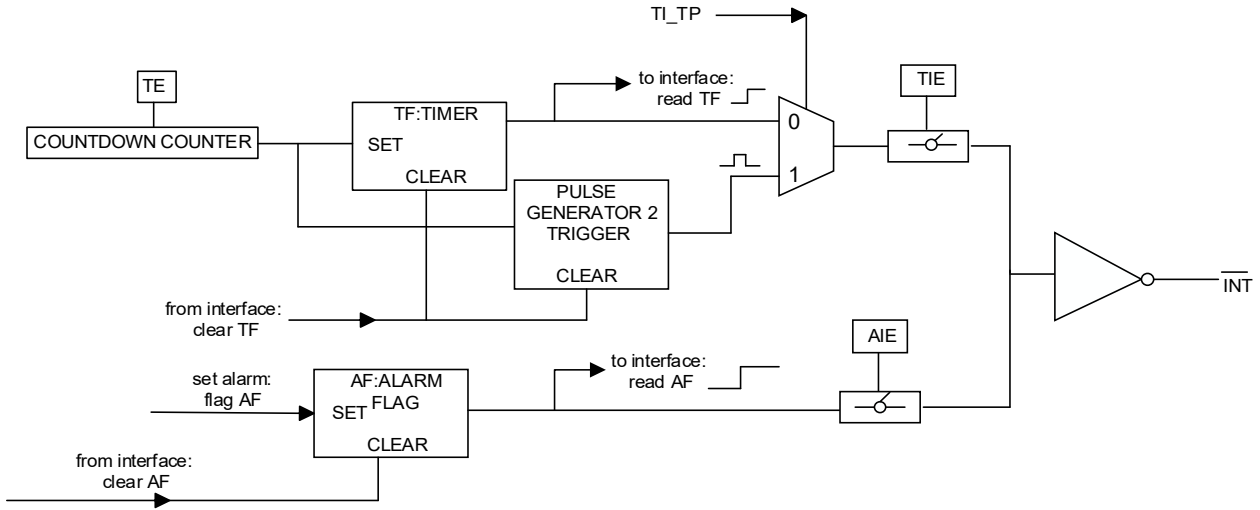 TI_TP
to interface:
read TF
TE
TIE
TF:TIMER
COUNTDOWN COUNTER
SET
CLEAR
0
1
PULSE
GENERATOR 2
TRIGGER
CLEAR
INT
from interface:
clear TF
AIE
to interface:
read AF
set alarm:
flag AF
AF:ALARM
FLAG
SET
CLEAR
from interface:
clear AF